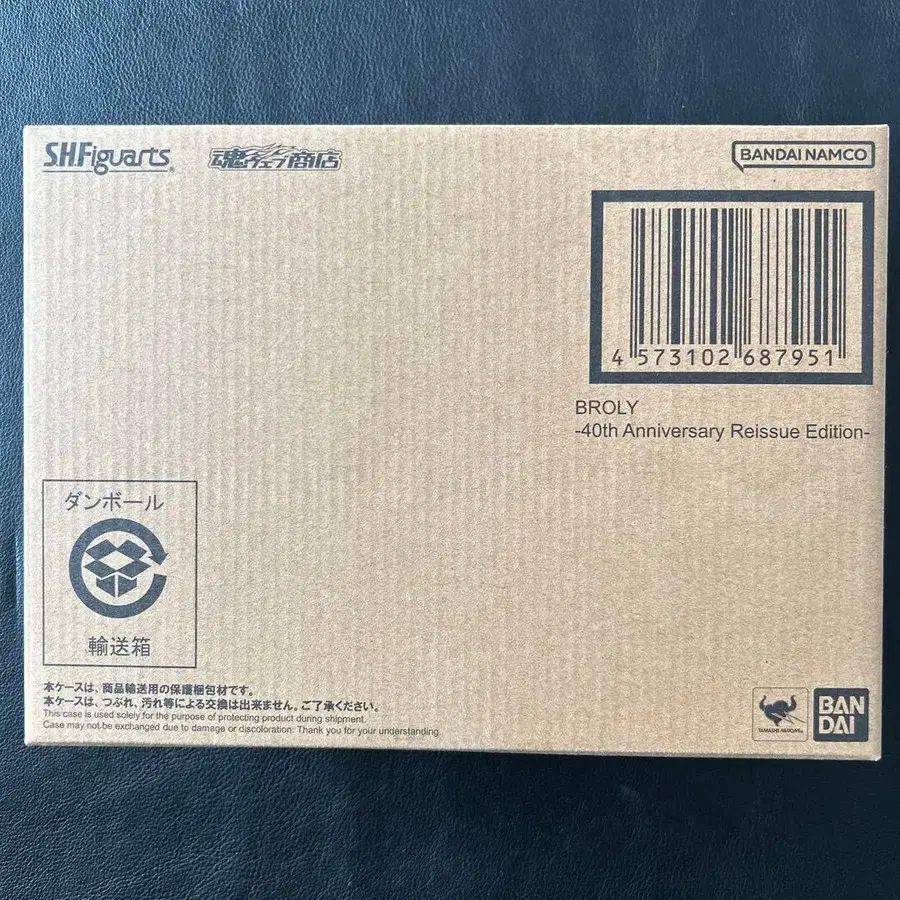 S.H.Figuarts
魂ウェブ商店
BANDAI NAMCO
4 573102 687951
BROLY
-40th Anniversary Reissue Edition-
ダンボール
輸送箱
本ケースは、商品輸送用の保護梱包材です。
本ケースは、つぶれ、汚れ等による交換は出来ません。ご了承ください。
This case is used solely for the purpose of protecting product during shipment.
Case may not be exchanged due to damage or discoloration: Thank you for your understanding.
TAMASHII NATIONS
BAN
DAI